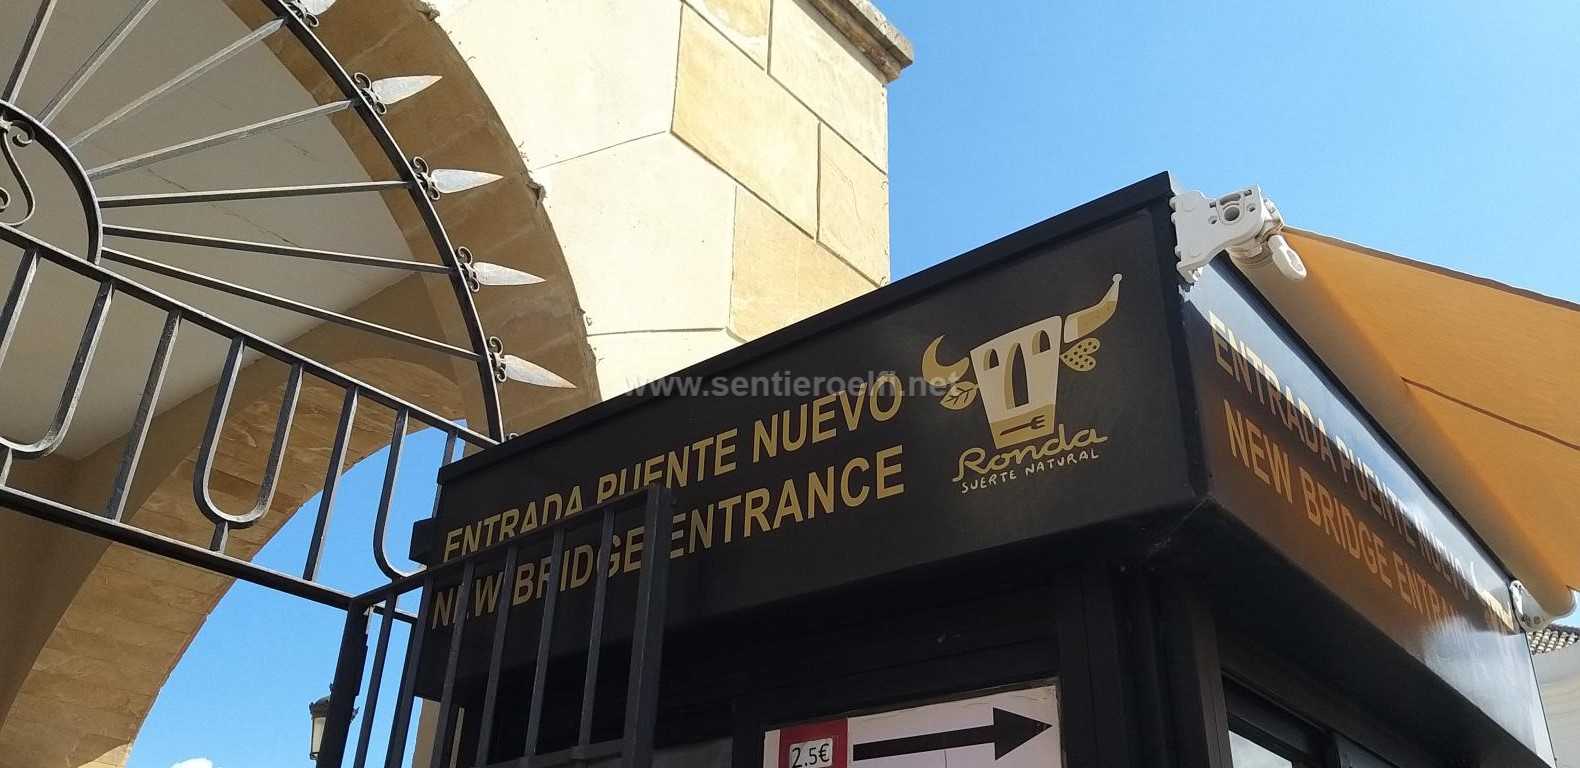 www.sentieroelfi.net
ENTRADA PUENTE NUEVO
NEW BRIDGE ENTRANCE
Ronda
SUERTE NATURAL
ENTRADA PUENTE NUEVO
NEW BRIDGE ENTRA
2.5€